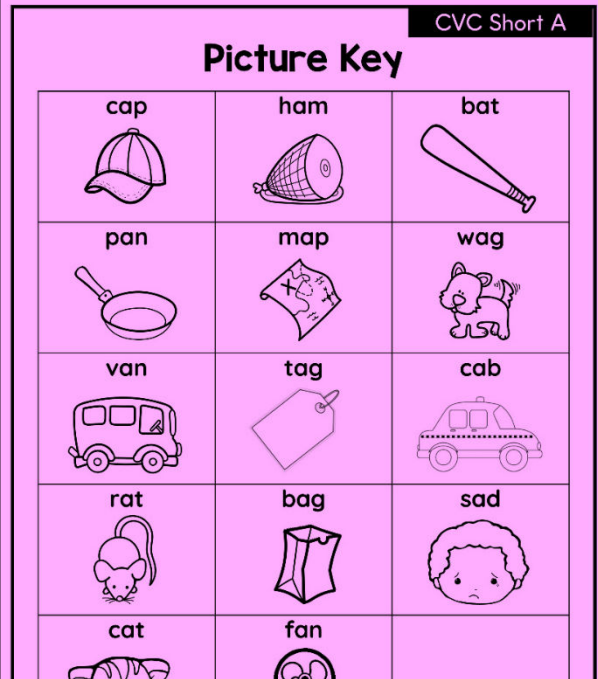 CVC Short A
Picture Key
cap ham bat
pan map wag
van tag cab
rat bag sad
cat fan